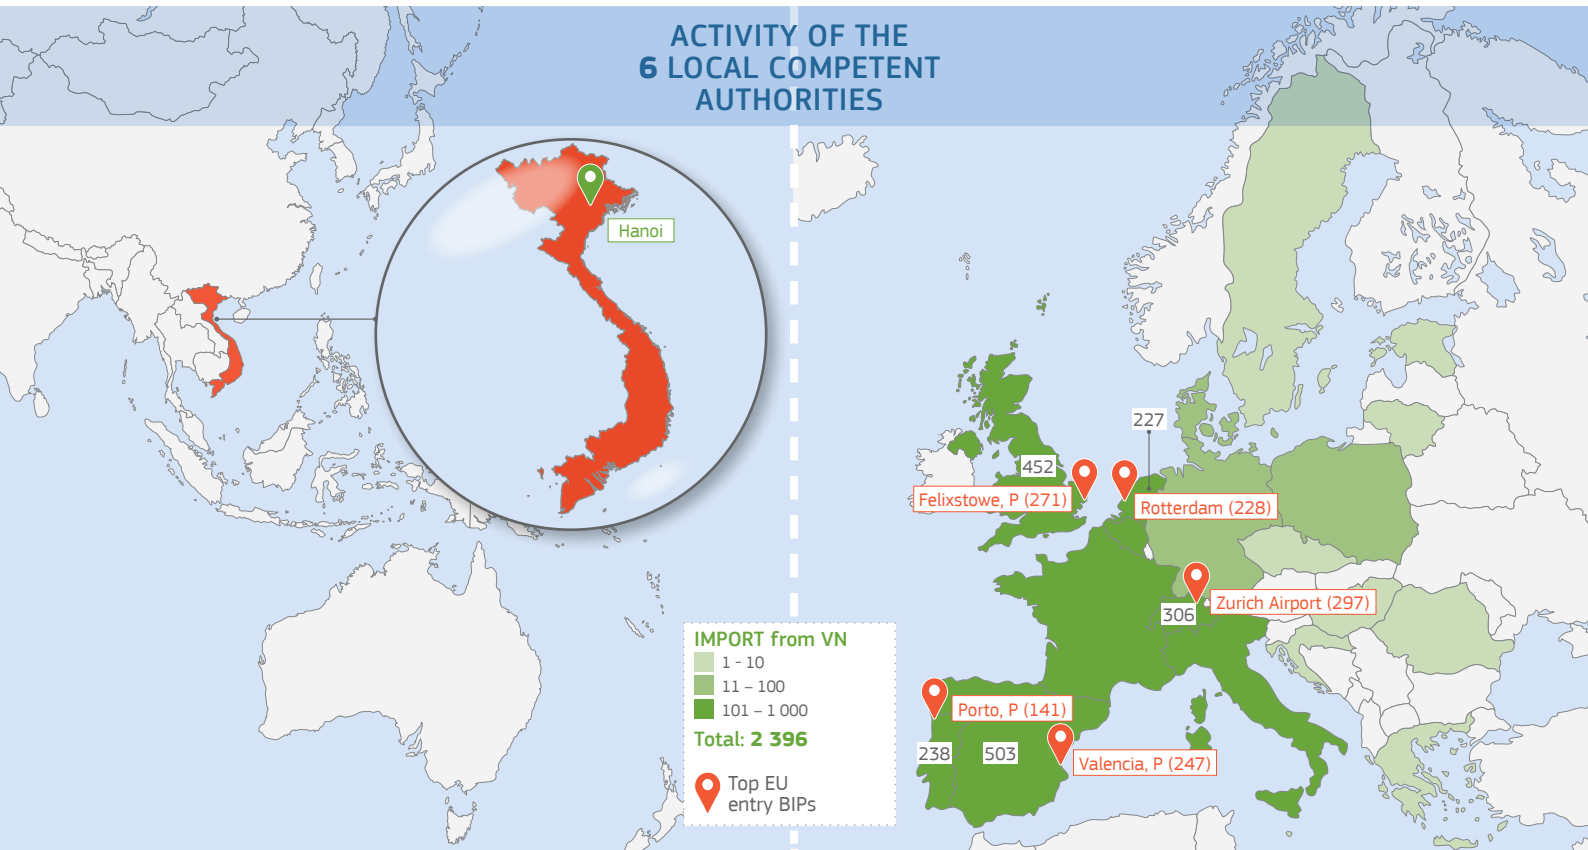 ACTIVITY OF THE
6 LOCAL COMPETENT
AUTHORITIES
Hanoi
227
452
Felixstowe, P (271)
Rotterdam (228)
Zurich Airport (297)
306
Porto, P (141)
238
503
Valencia, P (247)
IMPORT from VN
1 - 10
11 – 100
101 – 1 000
Total: 2 396
Top EU
entry BIPs